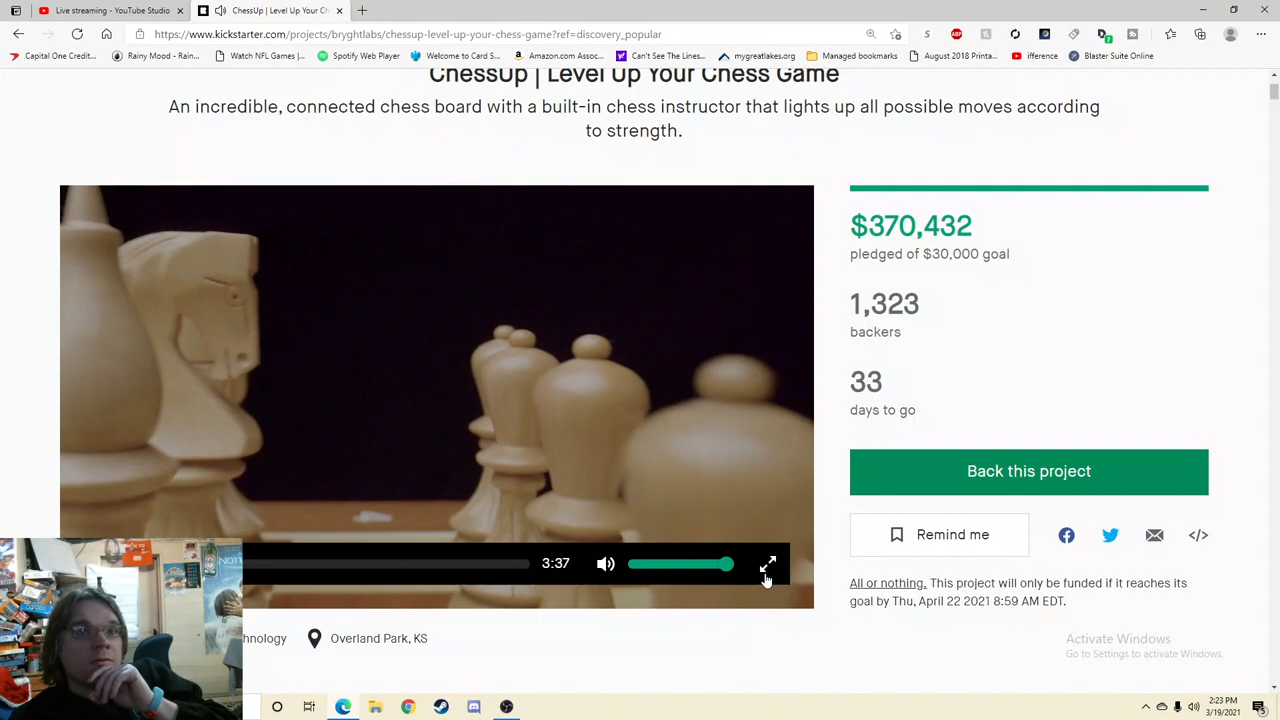 Live streaming - YouTube Studio
ChessUp | Level Up Your Ch
https://www.kickstarter.com/projects/bryghtlabs/chessup-level-up-your-chess-game?ref=discovery_popular
Capital One Credit...
Rainy Mood - Rain...
Watch NFL Games |...
Spotify Web Player
Welcome to Card S...
Amazon.com Asso...
Can't See The Lines...
mygreatlakes.org
Managed bookmarks
August 2018 Printa...
ifference
Blaster Suite Online
ChessUp | Level Up Your Chess Game
An incredible, connected chess board with a built-in chess instructor that lights up all possible moves according
to strength.
$370,432
pledged of $30,000 goal
1,323
backers
33
days to go
Back this project
Remind me
3:37
All or nothing. This project will only be funded if it reaches its
goal by Thu, April 22 2021 8:59 AM EDT.
hnology
Overland Park, KS
Activate Windows
Go to Settings to activate Windows.
2:23 PM
3/19/2021